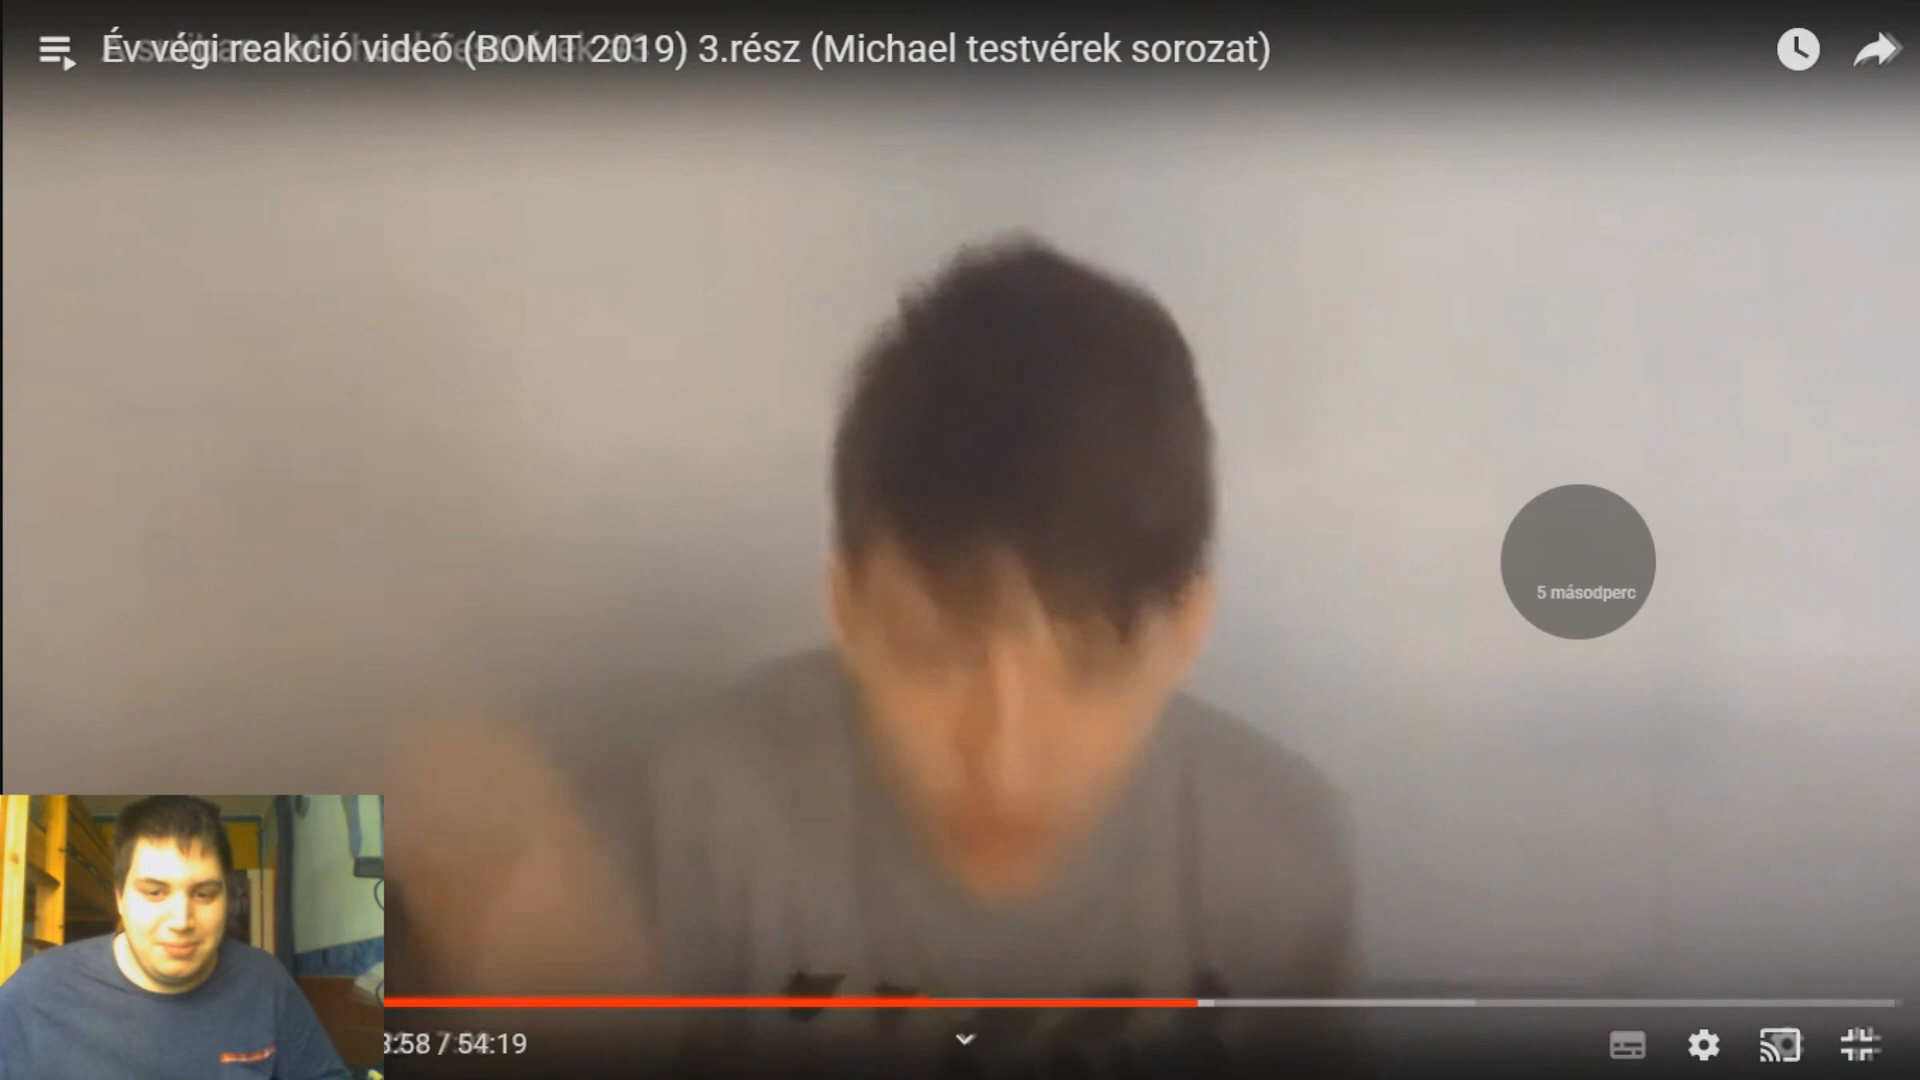 Év végi reakció videó (BOMT 2019) 3.rész (Michael testvérek sorozat)
5 másodperc
:58 / 54:19